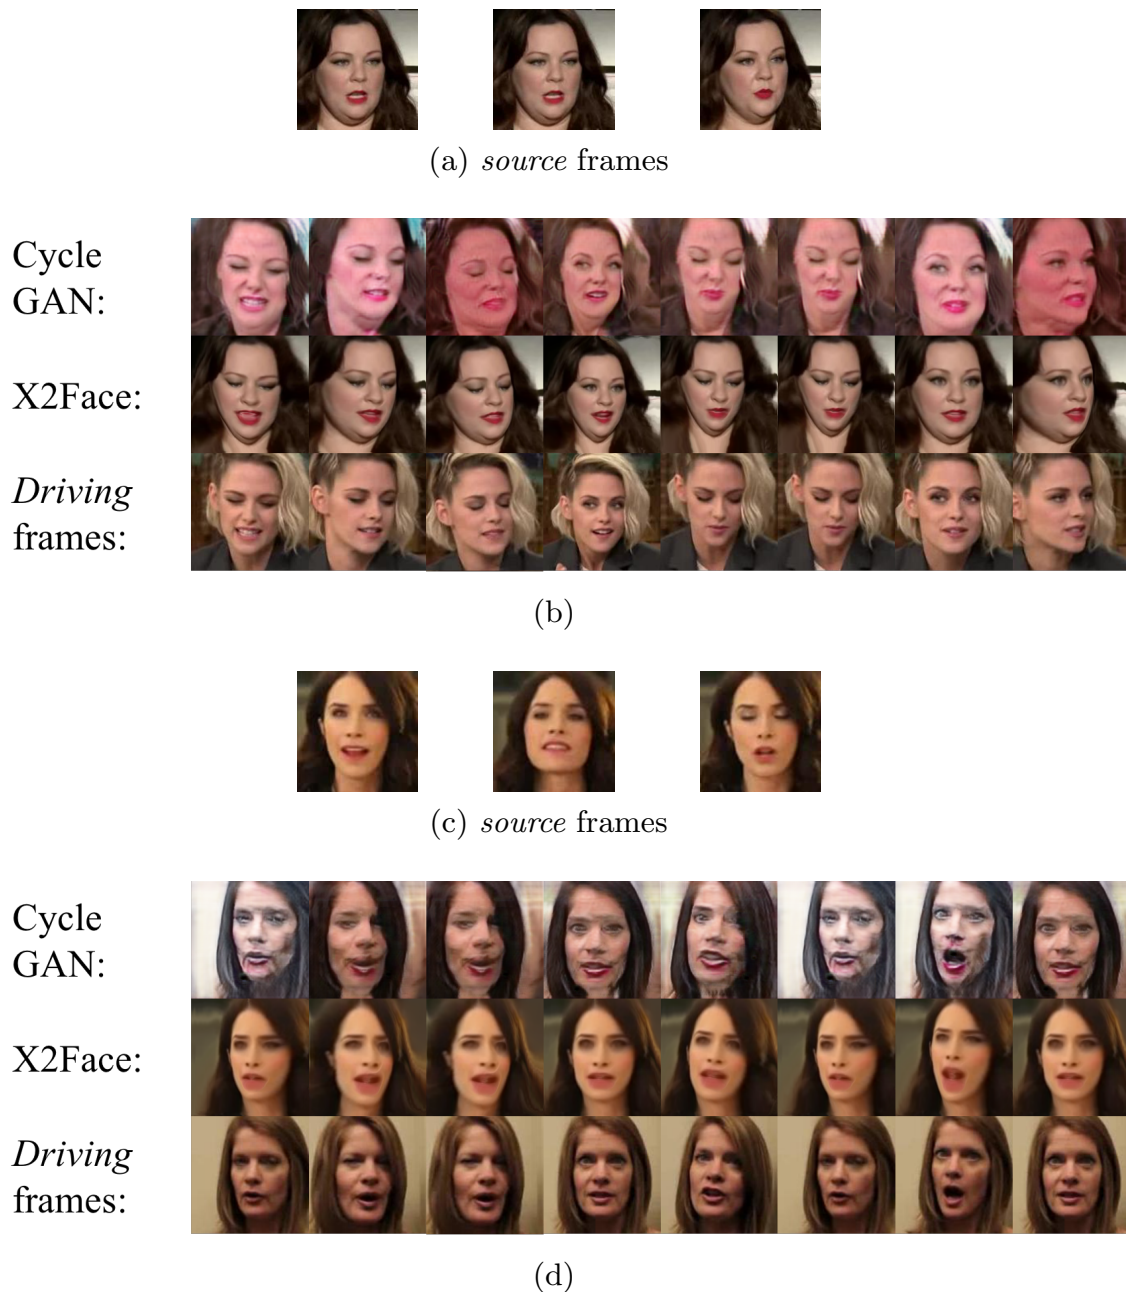 (a) source frames
Cycle
GAN:
X2Face:
Driving
frames:
(b)
(c) source frames
Cycle
GAN:
X2Face:
Driving
frames:
(d)